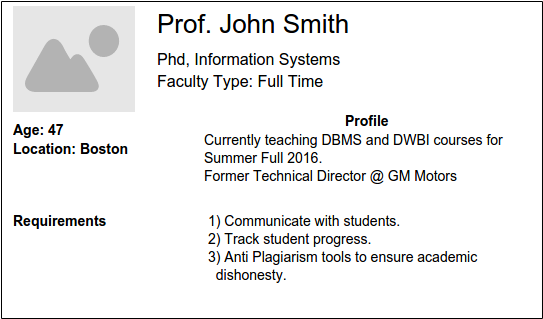 Prof. John Smith
Phd, Information Systems
Faculty Type: Full Time
Age: 47
Location: Boston
Profile
Currently teaching DBMS and DWBI courses for
Summer Full 2016.
Former Technical Director @ GM Motors
Requirements
1) Communicate with students.
2) Track student progress.
3) Anti Plagiarism tools to ensure academic
dishonesty.